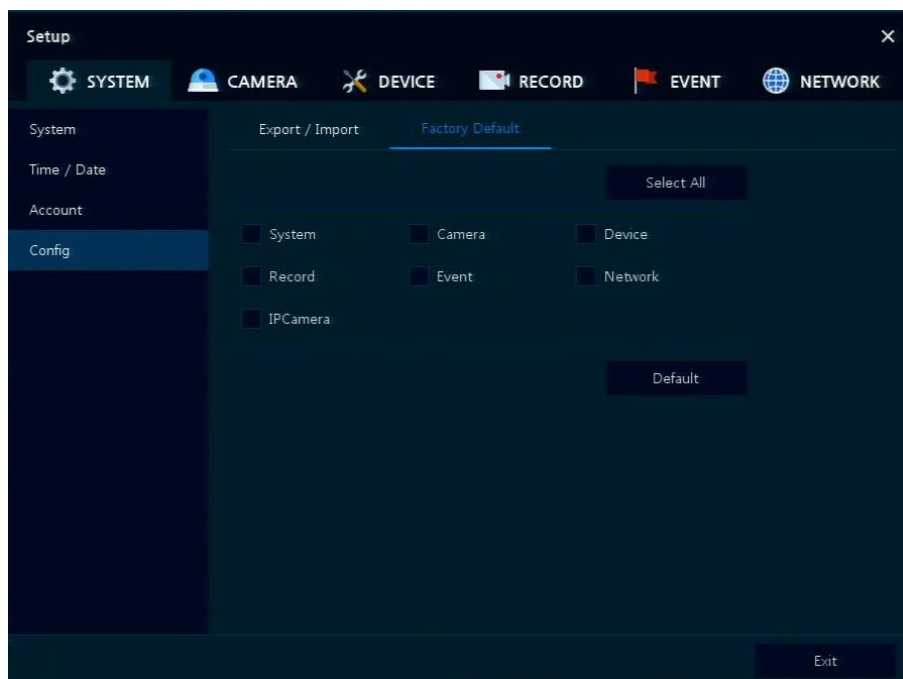 Setup
SYSTEM CAMERA DEVICE RECORD EVENT NETWORK
System
Time / Date
Account
Config
Export / Import Factory Default
Select All
System Camera Device
Record Event Network
IPCamera
Default
Exit